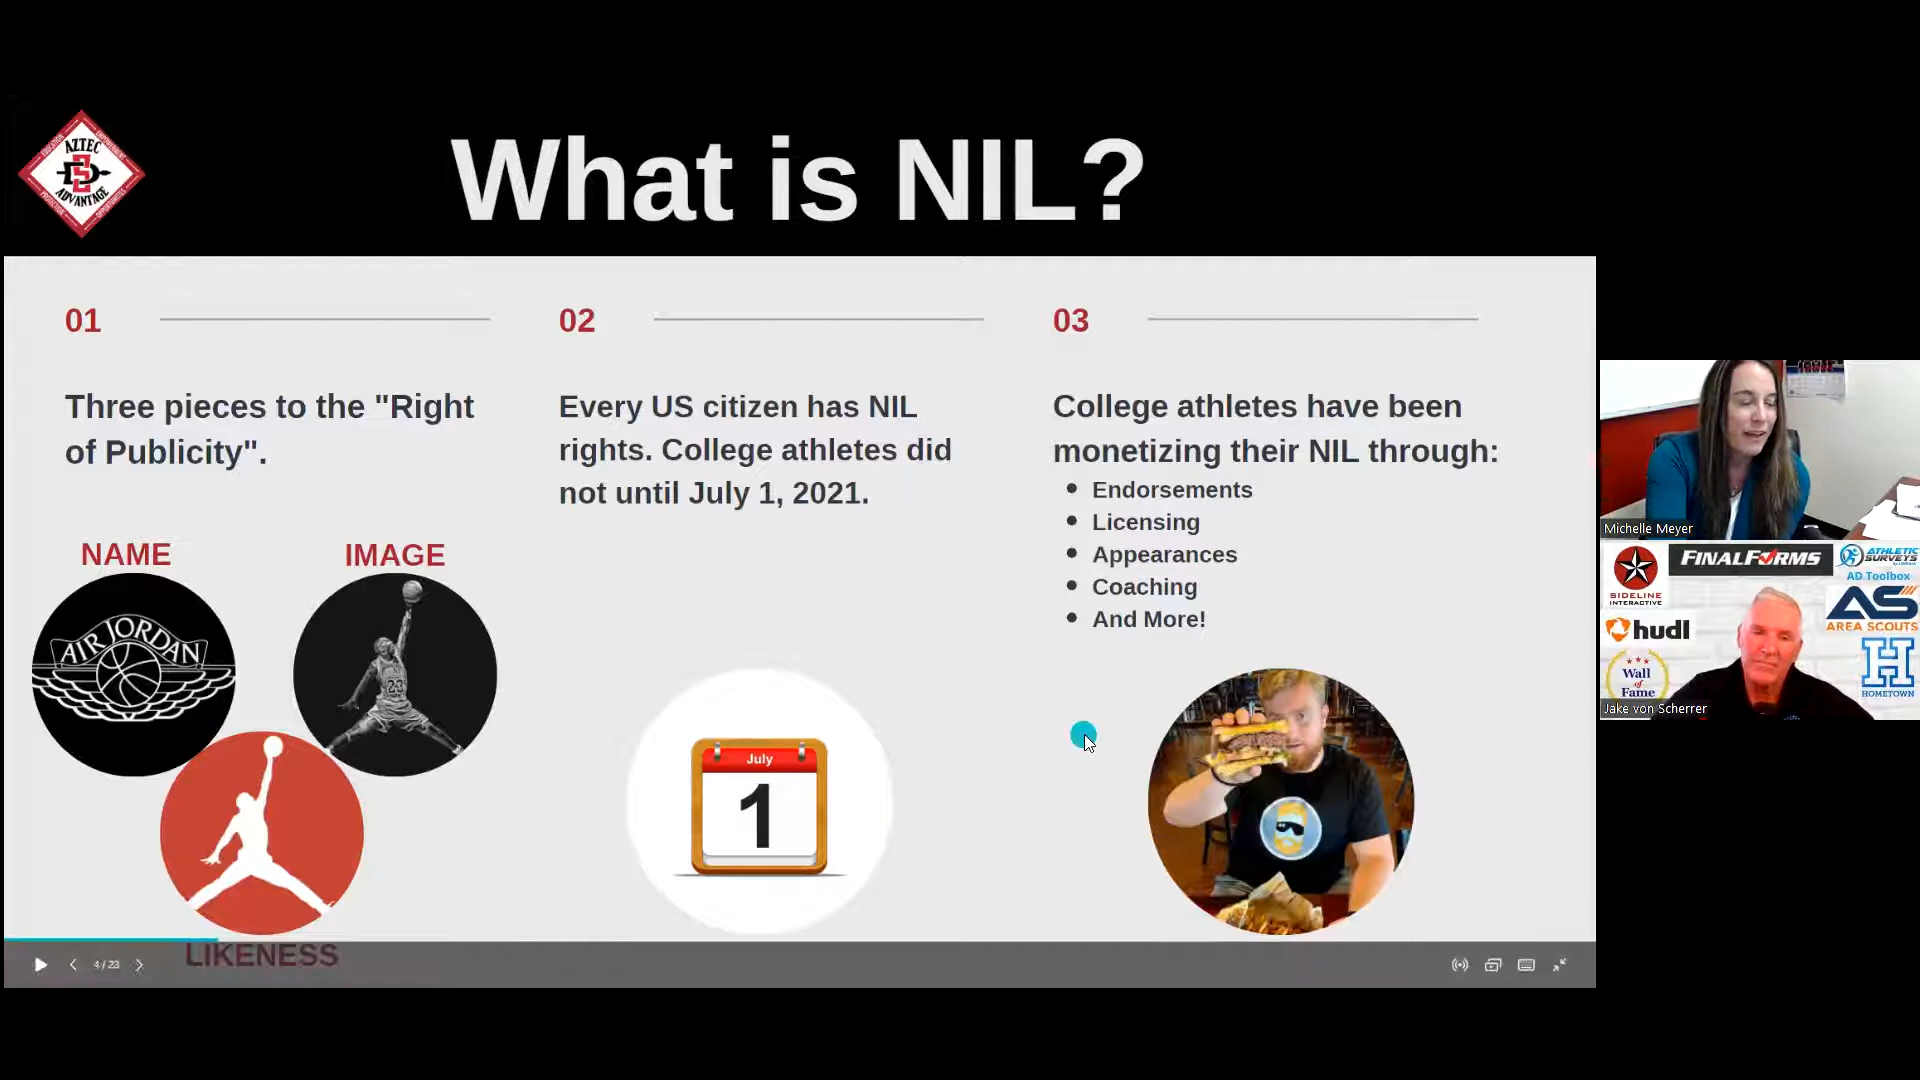 AZTEC
SD
ADVANTAGE
What is NIL?
01
Three pieces to the "Right
of Publicity".
NAME
IMAGE
AIR JORDAN
23
LIKENESS
02
Every US citizen has NIL
rights. College athletes did
not until July 1, 2021.
July
1
03
College athletes have been
monetizing their NIL through:
• Endorsements
• Licensing
• Appearances
• Coaching
• And More!
4 / 23
Michelle Meyer
SIDELINE
INTERACTIVE
FINALFORMS
ATHLETIC
SURVEYS
AD Toolbox
AS
AREA SCOUTS
hudl
Wall
of
Fame
H
HOMETOWN
Jake von Scherrer